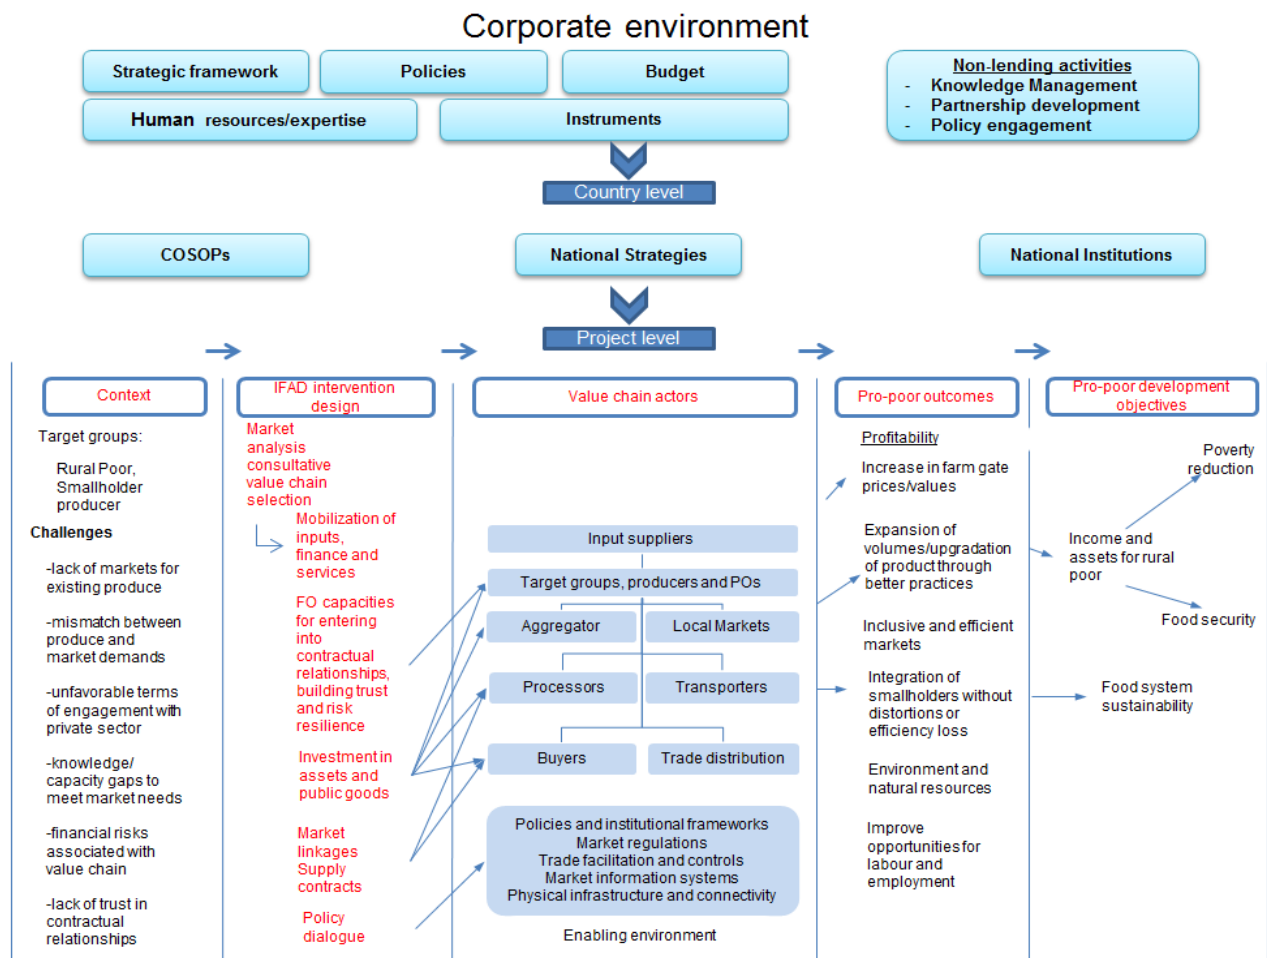 Corporate environment
Strategic framework
Policies
Budget
Human resources/expertise
Instruments
Non-lending activities
- Knowledge Management
- Partnership development
- Policy engagement
Country level
COSOPs
National Strategies
National Institutions
Project level
Context
Target groups:
Rural Poor,
Smallholder
producer
Challenges
-lack of markets for
existing produce
-mismatch between
produce and
market demands
-unfavorable terms
of engagement with
private sector
-knowledge/
capacity gaps to
meet market needs
-financial risks
associated with
value chain
-lack of trust in
contractual
relationships
IFAD intervention
design
Market
analysis
consultative
value chain
selection
Mobilization of
inputs,
finance and
services
FO capacities
for entering
into
contractual
relationships,
building trust
and risk
resilience
Investment in
assets and
public goods
Market
linkages
Supply
contracts
Policy
dialogue
Value chain actors
Input suppliers
Target groups, producers and POs
Aggregator
Local Markets
Processors
Transporters
Buyers
Trade distribution
Policies and institutional frameworks
Market regulations
Trade facilitation and controls
Market information systems
Physical infrastructure and connectivity
Enabling environment
Pro-poor outcomes
Profitability
Increase in farm gate
prices/values
Expansion of
volumes/upgradation
of product through
better practices
Inclusive and efficient
markets
Integration of
smallholders without
distortions or
efficiency loss
Environment and
natural resources
Improve
opportunities for
labour and
employment
Pro-poor development
objectives
Poverty
reduction
Income and
assets for rural
poor
Food security
Food system
sustainability